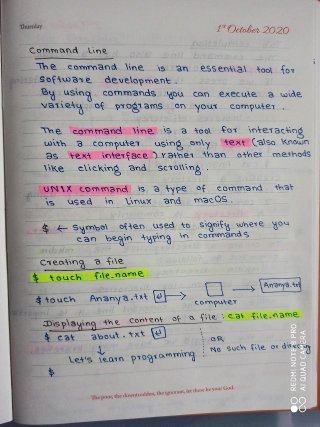 Thursday
1st October 2020
Command Line
The command line is an essential tool for
software development.
By using commands you can execute a wide
variety of programs on your computer.
The command line is a tool for interacting
with a computer using only text (also known
as text interface) rather than other methods
like clicking and scrolling.
UNIX command is a type of command that
is used in Linux and macOS
$ ← Symbol often used to signify where you
can begin typing in commands
Creating a file
$ touch file.name
$ touch Ananya.txt ↵ → □ → Ananya.txt
computer
Displaying the content of a file : cat file.name
$ cat about.txt ↵
↓
OR
Let's learn programming
No such file or directory
$
The poor, the downtrodden, the ignorant, let these be your God.
REDMI NOTE 8 PRO
AI QUAD CAMERA